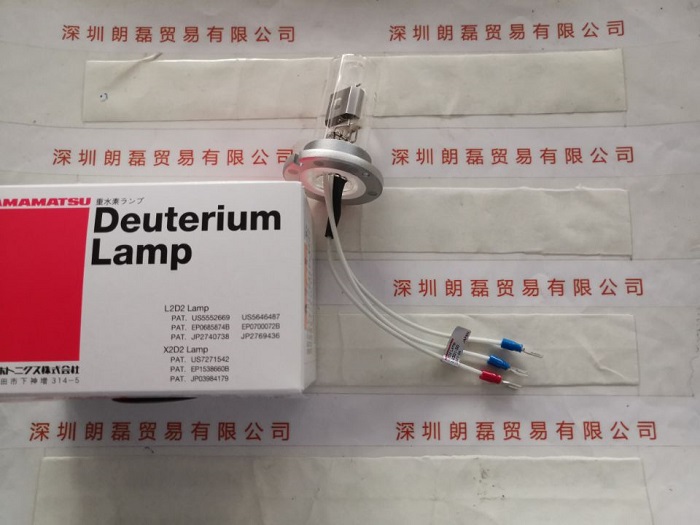 深圳朗磊贸易有限公司 深圳朗磊贸易有限公司
深圳朗磊贸易有限公司 深圳朗磊贸易有限公司
AMAMATSU 重水素ランプ
Deuterium
Lamp
深圳朗磊贸易有限公司
L2D2 Lamp
PAT. US5552669 US5646487
PAT. EP0685874B EP0700072B
PAT. JP2740738 JP2769436
X2D2 Lamp
PAT. US7271542
PAT. EP1538660B
PAT. JP03984179
ホトニクス株式会社
田市下神増314-5
深圳朗磊贸易有限公司 深圳朗磊贸易有限公司